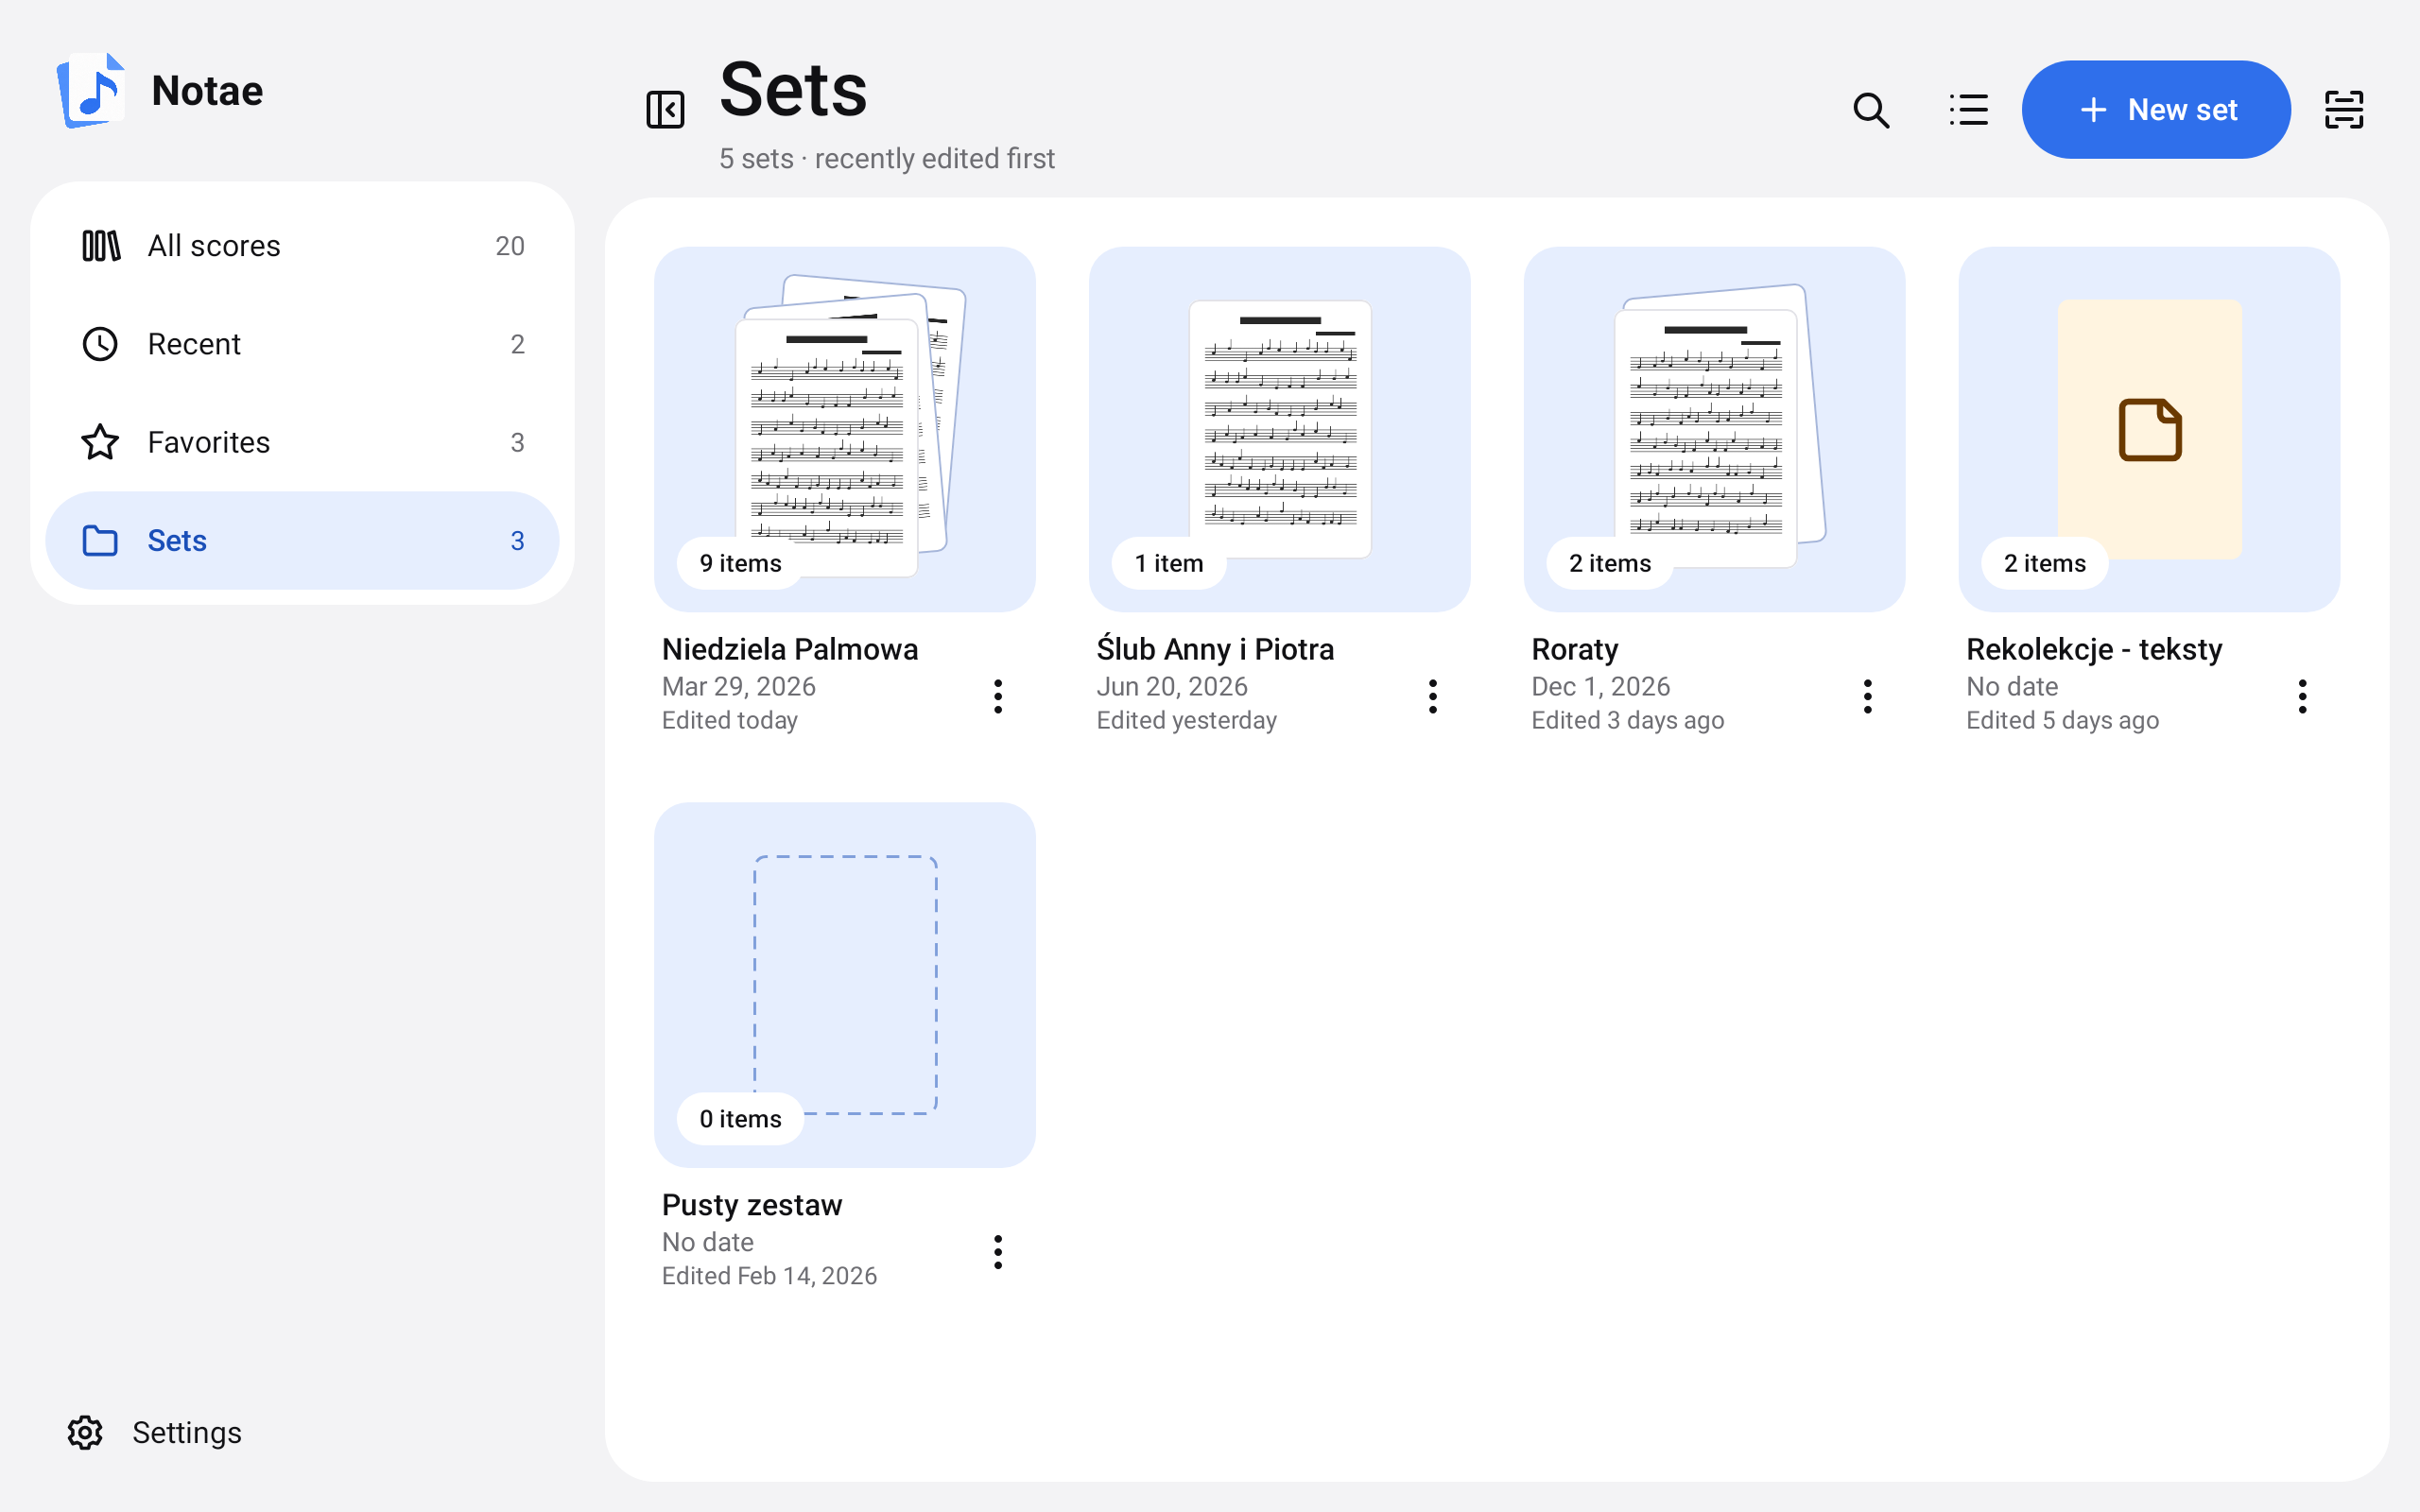 Notae
All scores 20
Recent 2
Favorites 3
Sets 3
Settings
Sets
5 sets · recently edited first
New set
9 items
Niedziela Palmowa
Mar 29, 2026
Edited today
1 item
Ślub Anny i Piotra
Jun 20, 2026
Edited yesterday
2 items
Roraty
Dec 1, 2026
Edited 3 days ago
2 items
Rekolekcje - teksty
No date
Edited 5 days ago
0 items
Pusty zestaw
No date
Edited Feb 14, 2026